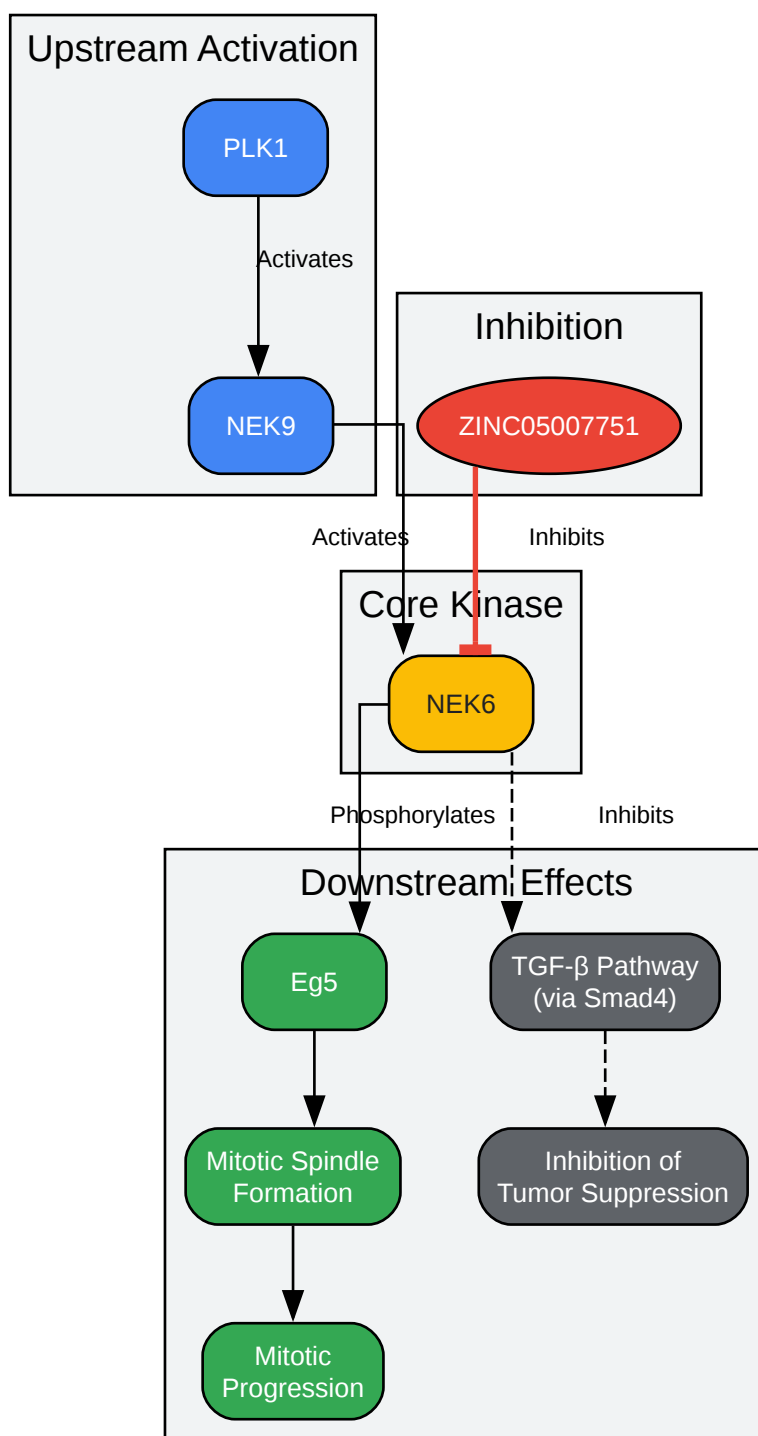 Upstream Activation
PLK1
Activates
NEK9
Inhibition
ZINC05007751
Activates
Inhibits
Core Kinase
NEK6
Phosphorylates
Inhibits
Downstream Effects
Eg5
TGF-β Pathway
(via Smad4)
Mitotic Spindle
Formation
Inhibition of
Tumor Suppression
Mitotic
Progression